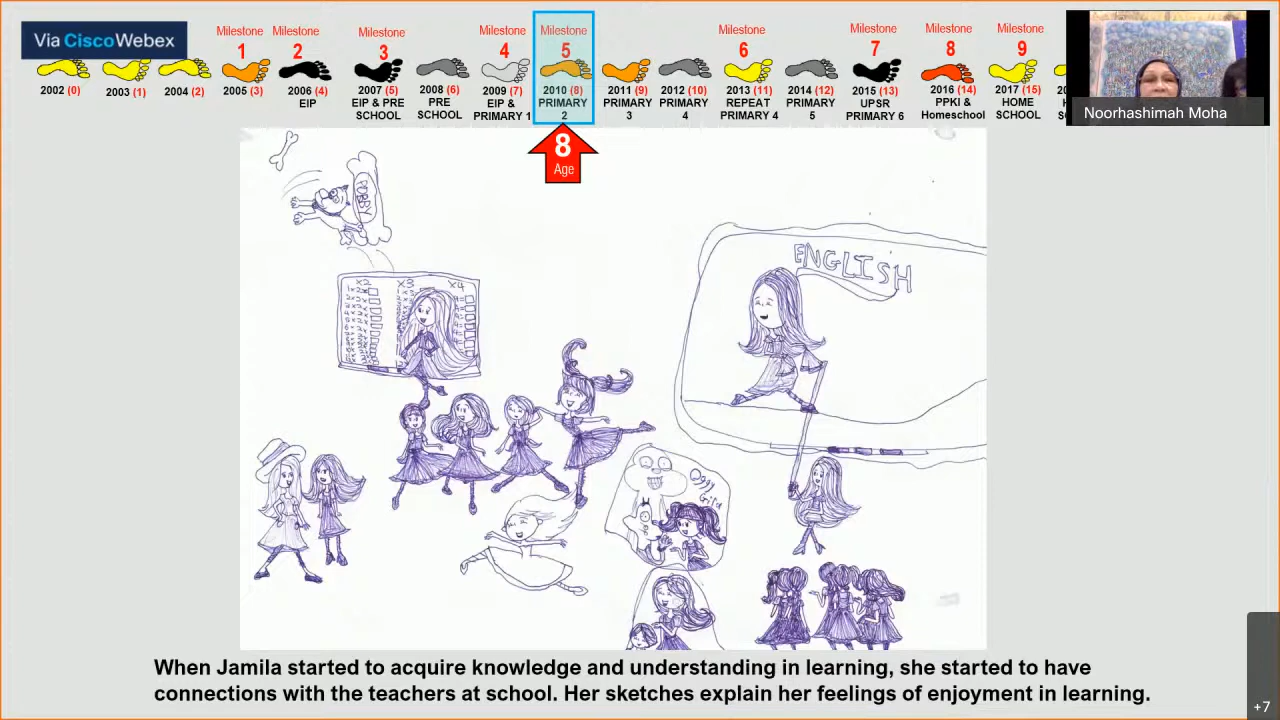 Via Cisco Webex
Milestone 1
Milestone 2
Milestone 3
Milestone 4
Milestone 5
Milestone 6
Milestone 7
Milestone 8
Milestone 9
2002 (0)
2003 (1)
2004 (2)
2005 (3)
2006 (4)
EIP
2007 (5)
EIP & PRE
SCHOOL
2008 (6)
PRE
SCHOOL
2009 (7)
EIP &
PRIMARY 1
2010 (8)
PRIMARY
2
2011 (9)
PRIMARY
3
2012 (10)
PRIMARY
4
2013 (11)
REPEAT
PRIMARY 4
2014 (12)
PRIMARY
5
2015 (13)
UPSR
PRIMARY 6
2016 (14)
PPKI &
Homeschool
2017 (15)
HOME
SCHOOL
Noorhashimah Moha
8
Age
X2 X3 X4
ENGLISH
When Jamila started to acquire knowledge and understanding in learning, she started to have
connections with the teachers at school. Her sketches explain her feelings of enjoyment in learning.
+7